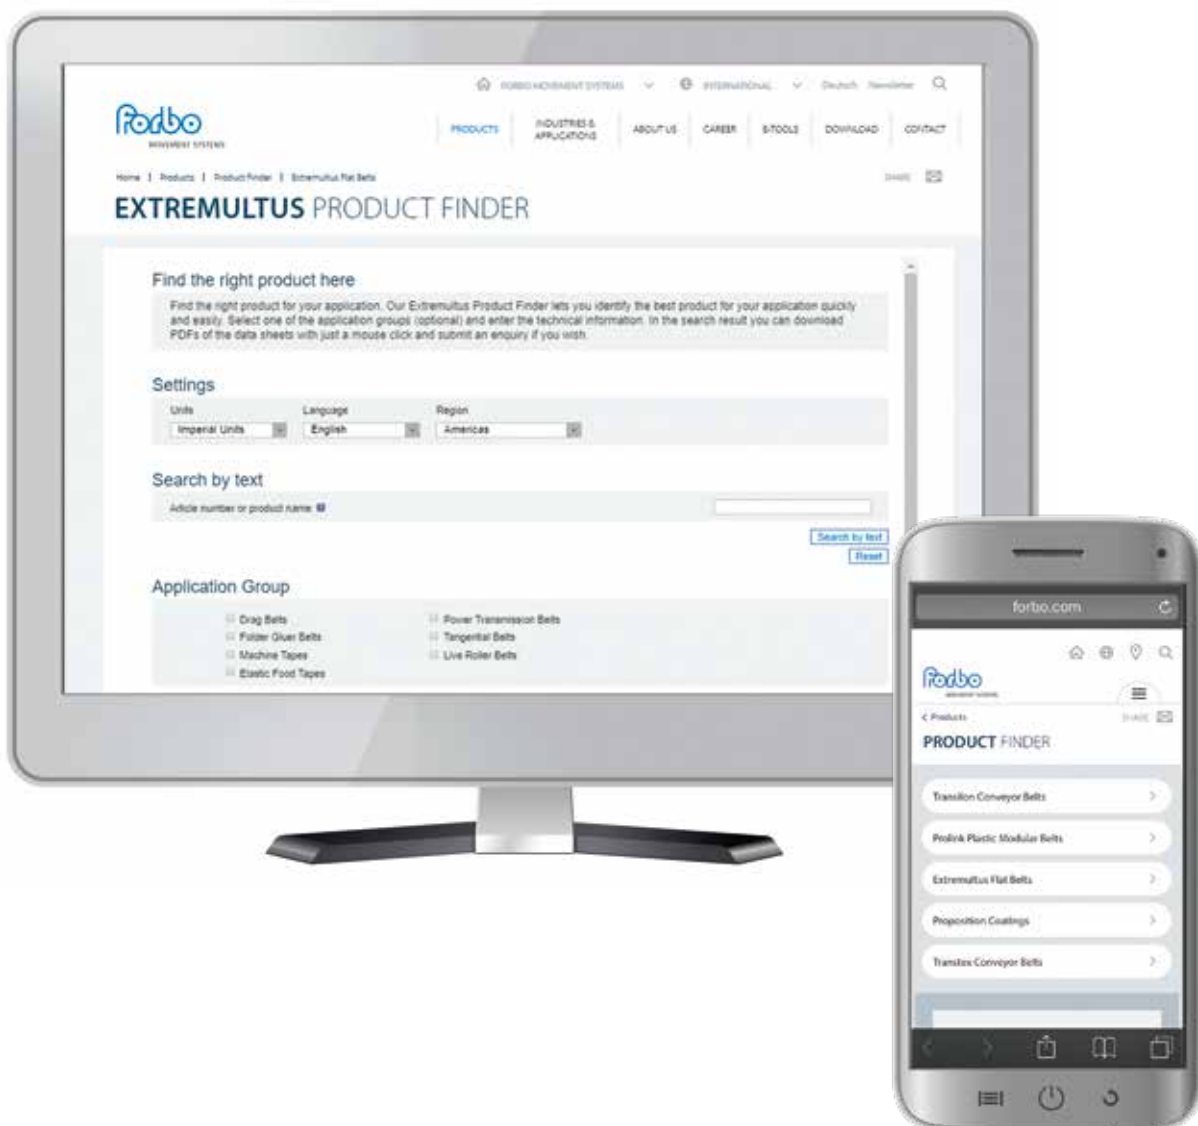 FORBO MOVEMENT SYSTEMS INTERNATIONAL Deutsch Newsletter
Forbo
MOVEMENT SYSTEMS
PRODUCTS INDUSTRIES & APPLICATIONS ABOUT US CAREER E-TOOLS DOWNLOAD CONTACT
Home | Products | Product Finder | Extremultus Flat Belts SHARE
EXTREMULTUS PRODUCT FINDER
Find the right product here
Find the right product for your application. Our Extremultus Product Finder lets you identify the best product for your application quickly
and easily. Select one of the application groups (optional) and enter the technical information. In the search result you can download
PDFs of the data sheets with just a mouse click and submit an enquiry if you wish.
Settings
Units Language Region
Imperial Units English Americas
Search by text
Article number or product name
Search by text
Reset
Application Group
Drag Belts Power Transmission Belts
Folder Gluer Belts Tangential Belts
Machine Tapes Live Roller Belts
Elastic Food Tapes
forbo.com
Forbo
MOVEMENT SYSTEMS
< Products SHARE
PRODUCT FINDER
Transilon Conveyor Belts
Prolink Plastic Modular Belts
Extremultus Flat Belts
Proposition Coatings
Transtex Conveyor Belts